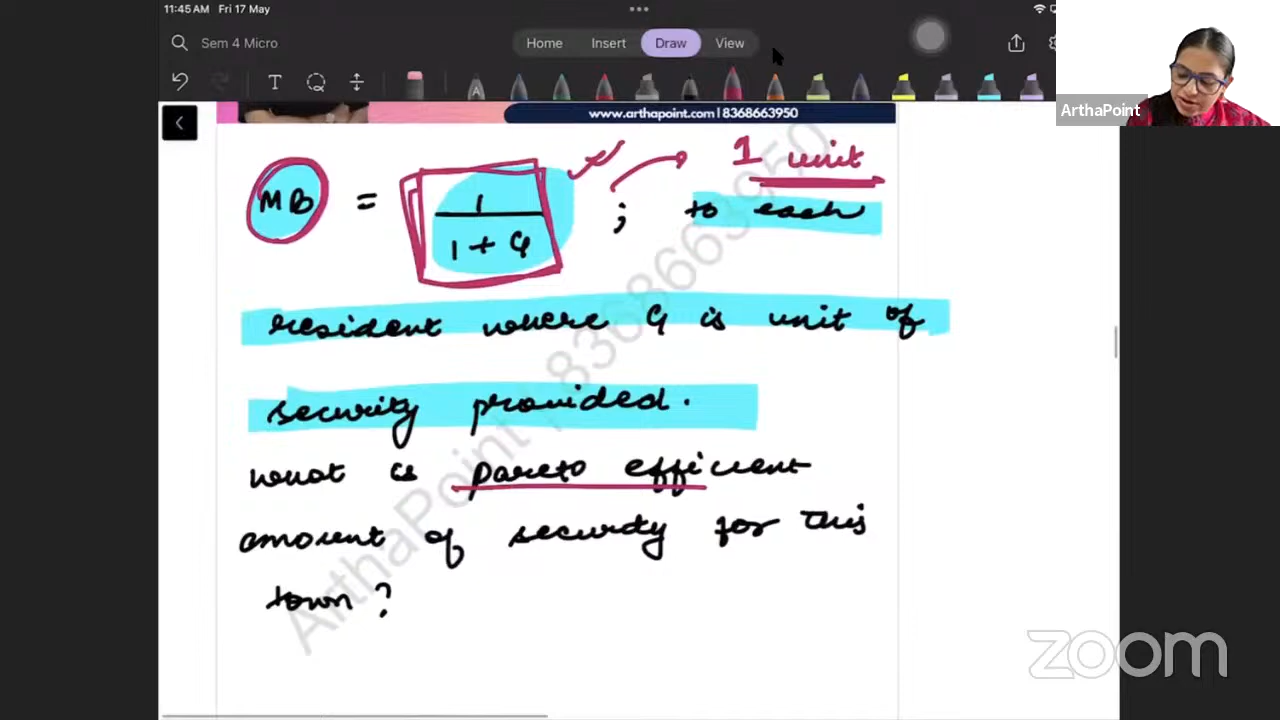 11:45 AM Fri 17 May
Sem 4 Micro
Home Insert Draw View
ArthaPoint
www.arthapoint.com | 8368663950
MB = 1 / 1 + G ; to each
1 unit
resident where G is unit of
security provided.
what is pareto efficient
amount of security for this
town?
ArthaPoint 8368663950
zoom